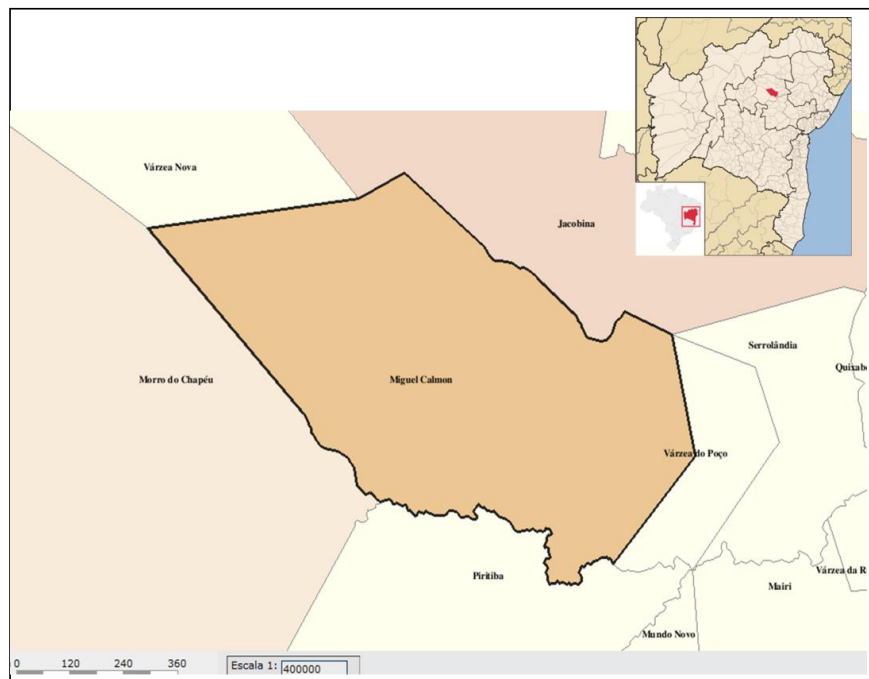 Várzea Nova
Jacobina
Serrolândia
Quixab
Morro do Chapéu
Miguel Calmon
Várzea do Poço
Piritiba
Mairi
Várzea da R
Mundo Novo
0 120 240 360
Escala 1: 400000